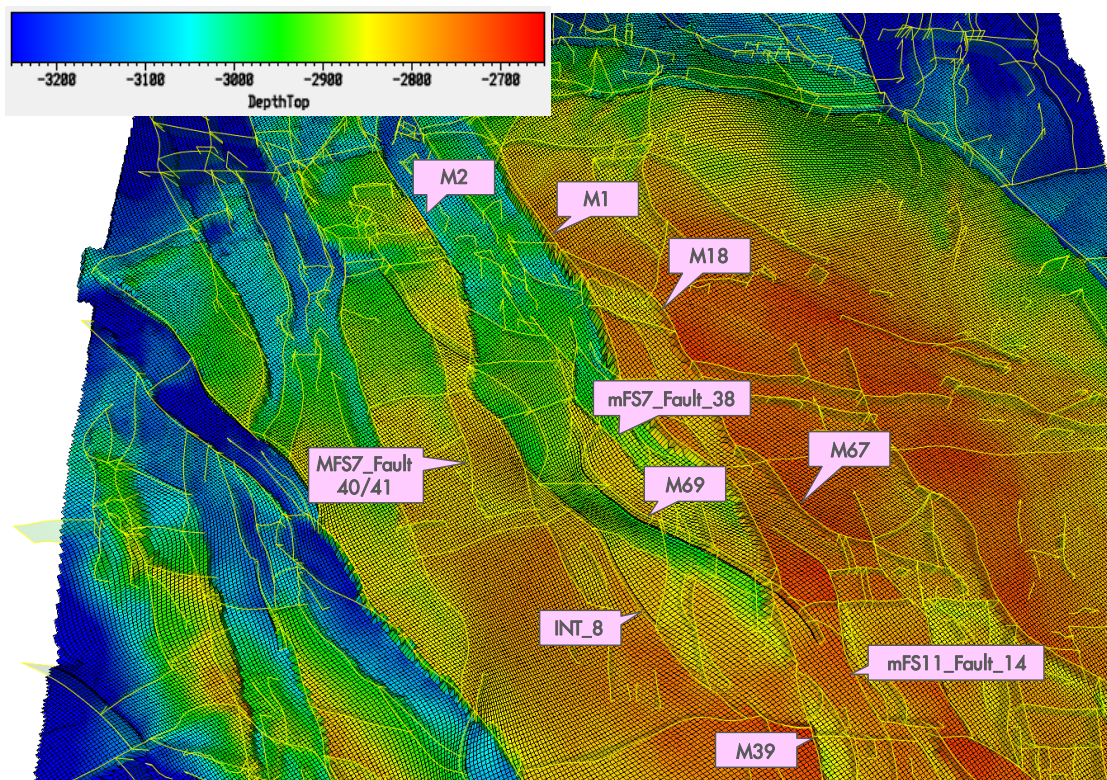 -3200 -3100 -3000 -2900 -2800 -2700
DepthTop
M2
M1
M18
mFS7_Fault_38
M67
MFS7_Fault
40/41
M69
INT_8
mFS11_Fault_14
M39